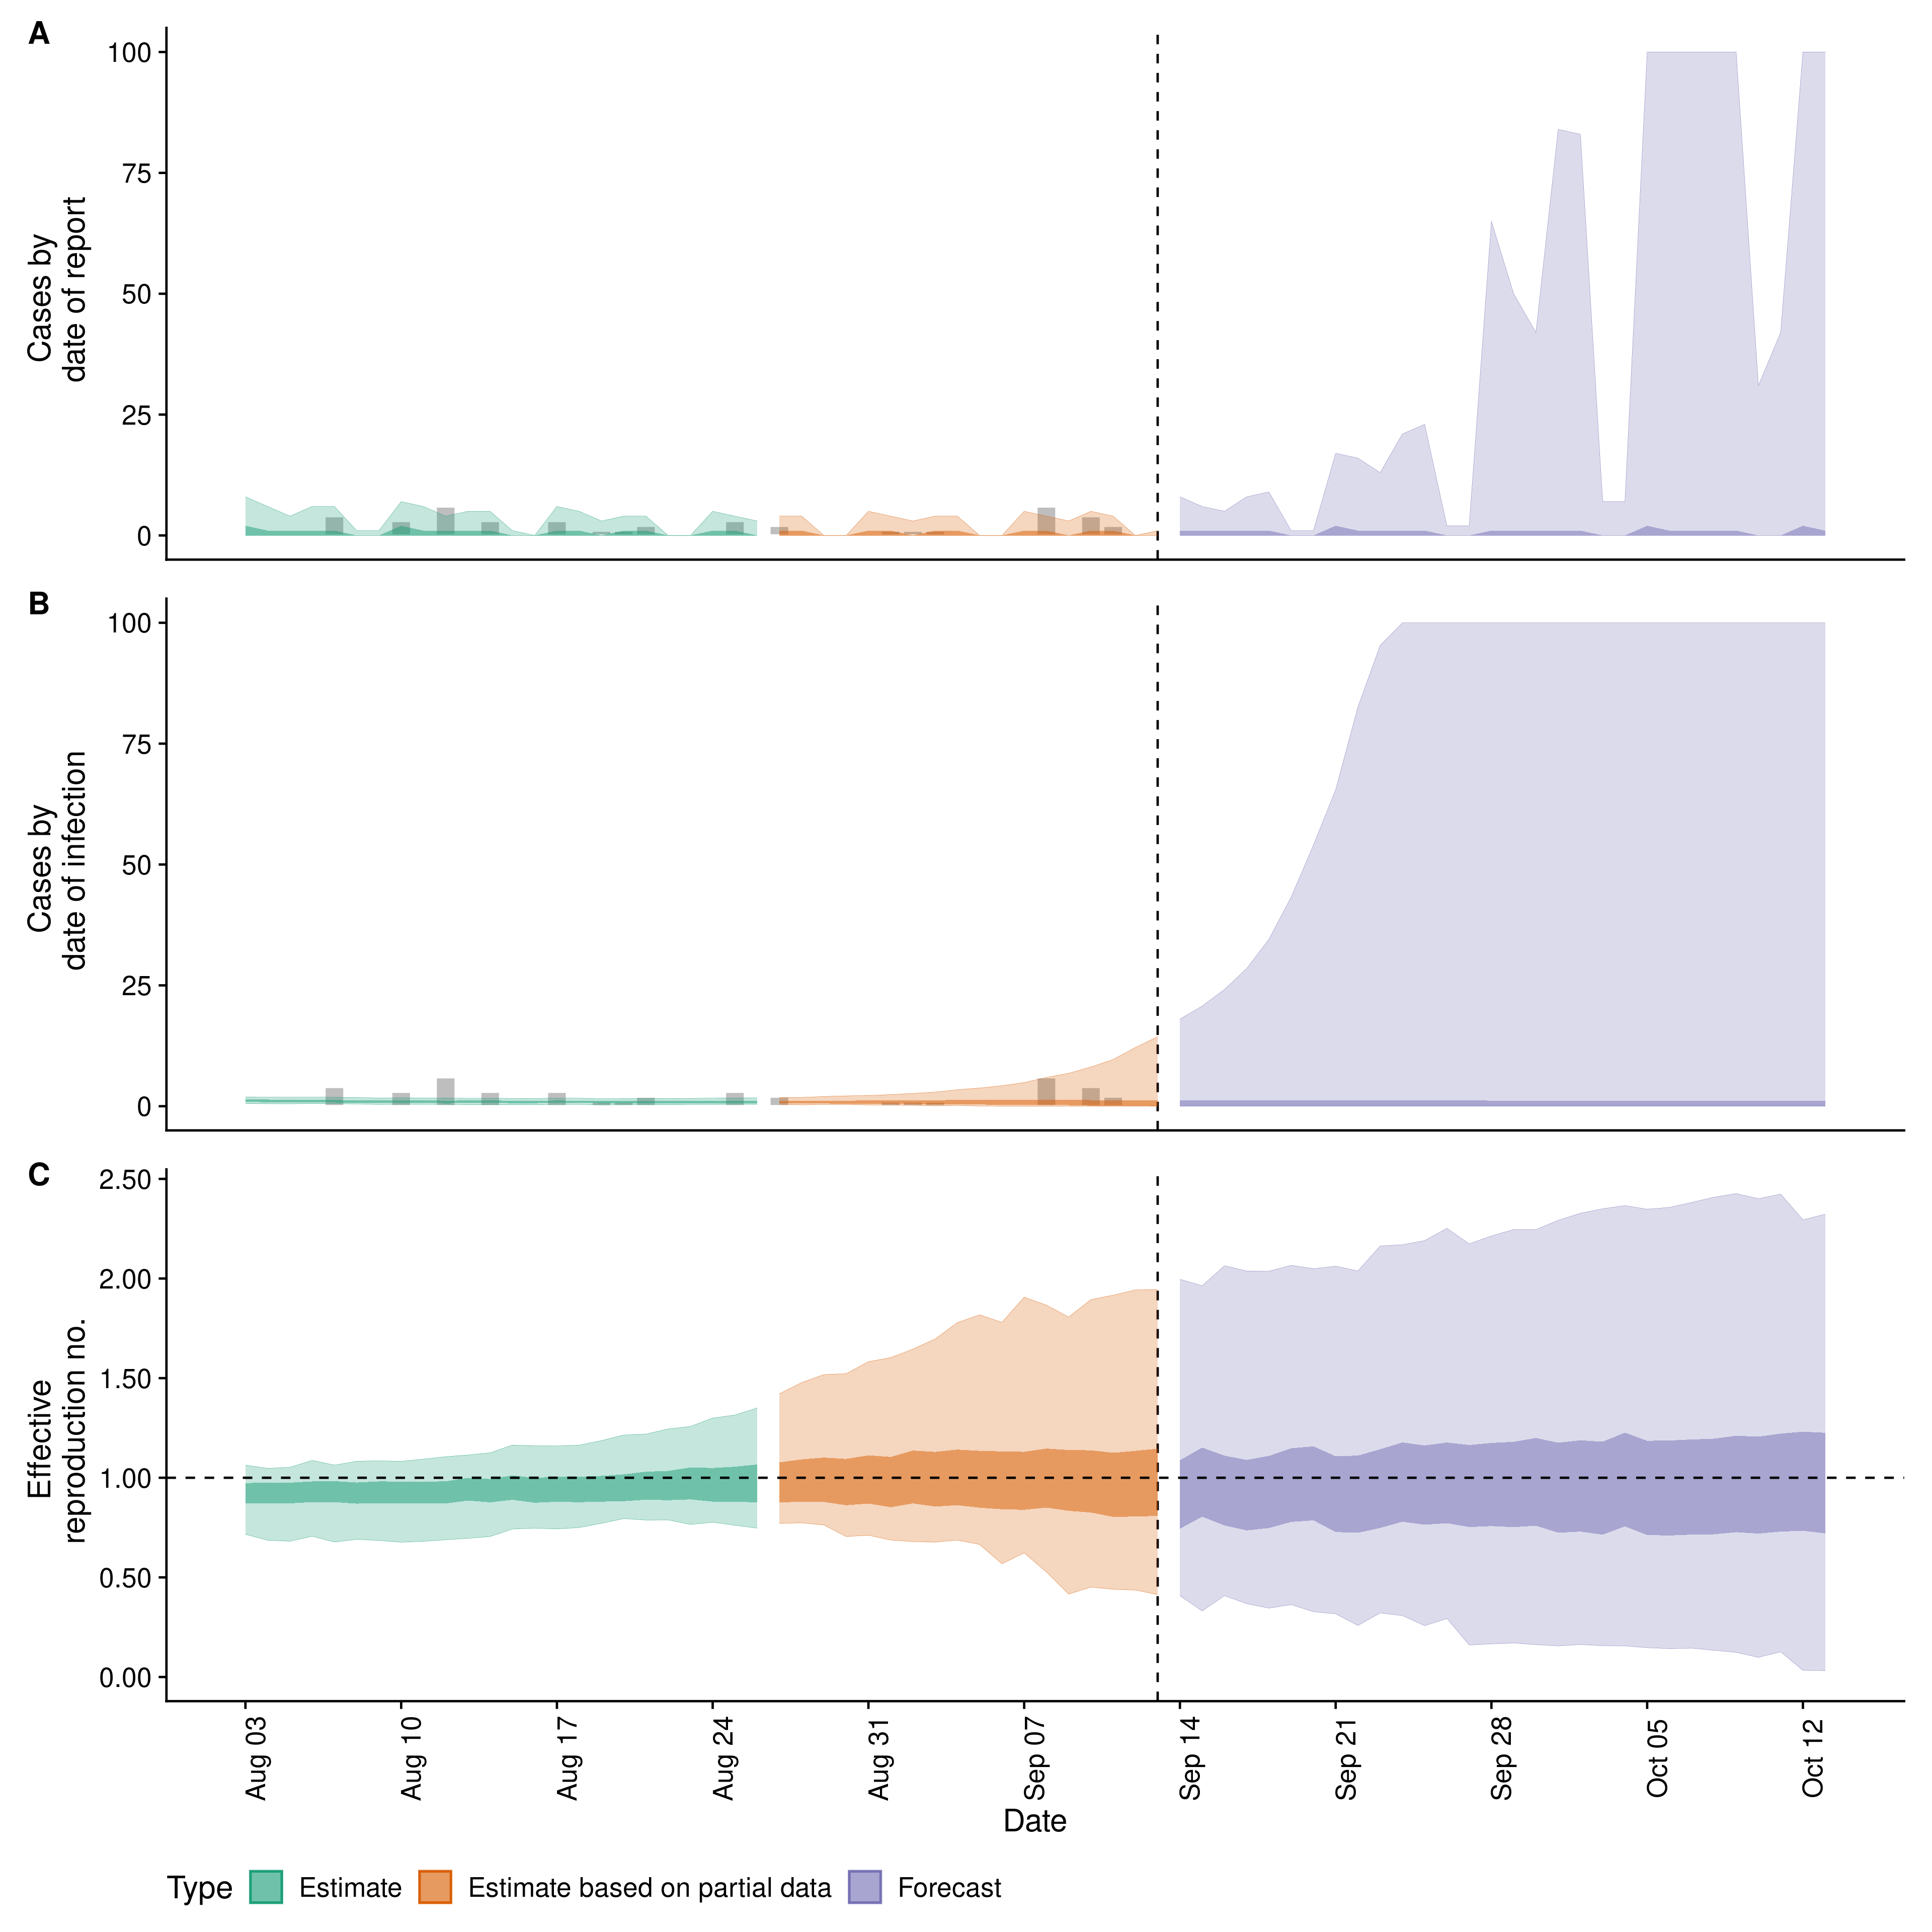 A
100
75
50
25
0
Cases by
date of report
B
100
75
50
25
0
Cases by
date of infection
C
2.50
2.00
1.50
1.00
0.50
0.00
Effective
reproduction no.
Aug 03
Aug 10
Aug 17
Aug 24
Aug 31
Sep 07
Sep 14
Sep 21
Sep 28
Oct 05
Oct 12
Date
Type Estimate Estimate based on partial data Forecast